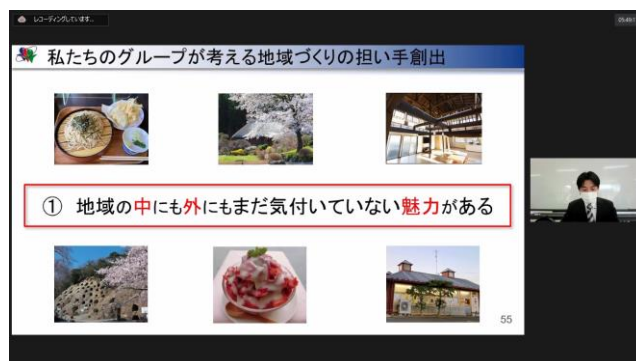 レコーディングしています...
私たちのグループが考える地域づくりの担い手創出
① 地域の中にも外にもまだ気付いていない魅力がある
55